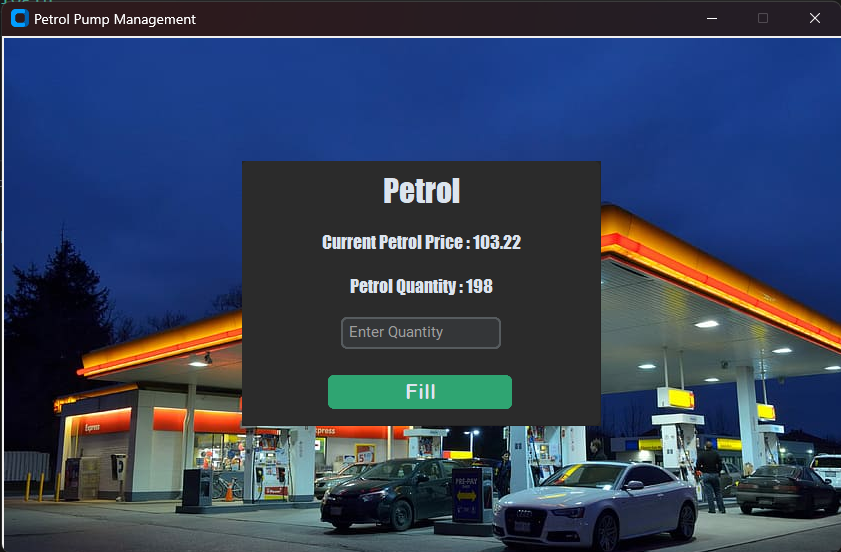 Petrol Pump Management
Petrol
Current Petrol Price : 103.22
Petrol Quantity : 198
Enter Quantity
Fill
Express
Express
PRE-PAY